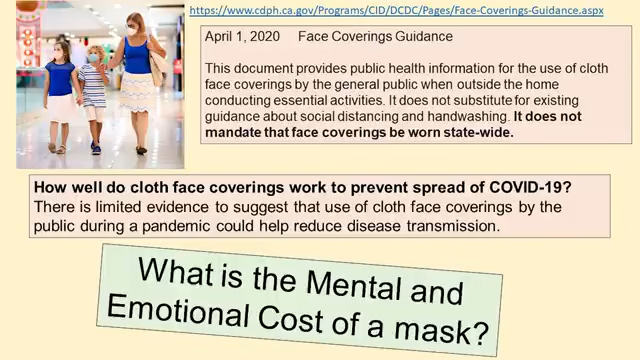 https://www.cdph.ca.gov/Programs/CID/DCDC/Pages/Face-Coverings-Guidance.aspx
April 1, 2020 Face Coverings Guidance
This document provides public health information for the use of cloth
face coverings by the general public when outside the home
conducting essential activities. It does not substitute for existing
guidance about social distancing and handwashing. It does not
mandate that face coverings be worn state-wide.
How well do cloth face coverings work to prevent spread of COVID-19?
There is limited evidence to suggest that use of cloth face coverings by the
public during a pandemic could help reduce disease transmission.
What is the Mental and
Emotional Cost of a mask?